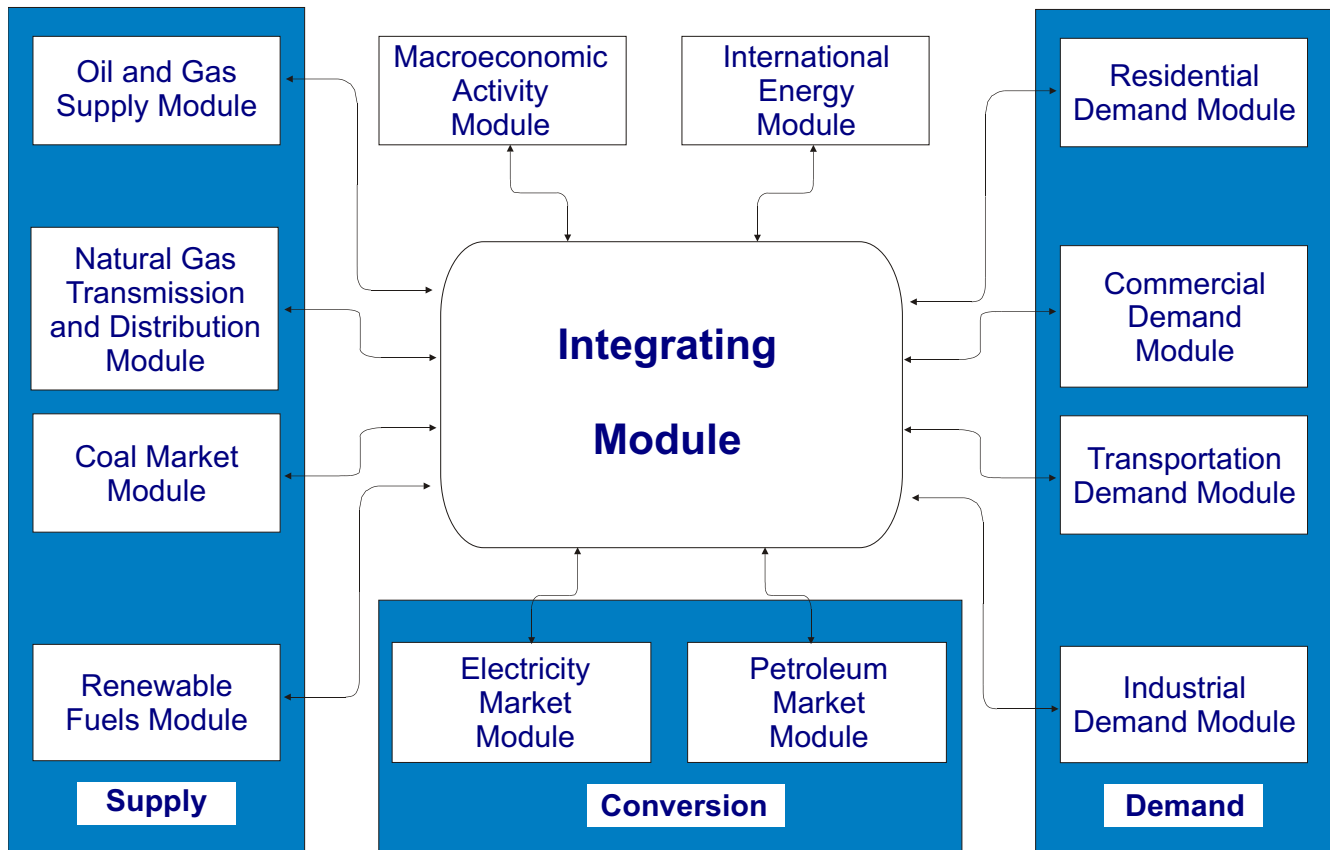 Oil and Gas
Supply Module
Natural Gas
Transmission
and Distribution
Module
Coal Market
Module
Renewable
Fuels Module
Supply
Macroeconomic
Activity
Module
International
Energy
Module
Integrating
Module
Electricity
Market
Module
Petroleum
Market
Module
Conversion
Residential
Demand Module
Commercial
Demand
Module
Transportation
Demand Module
Industrial
Demand Module
Demand